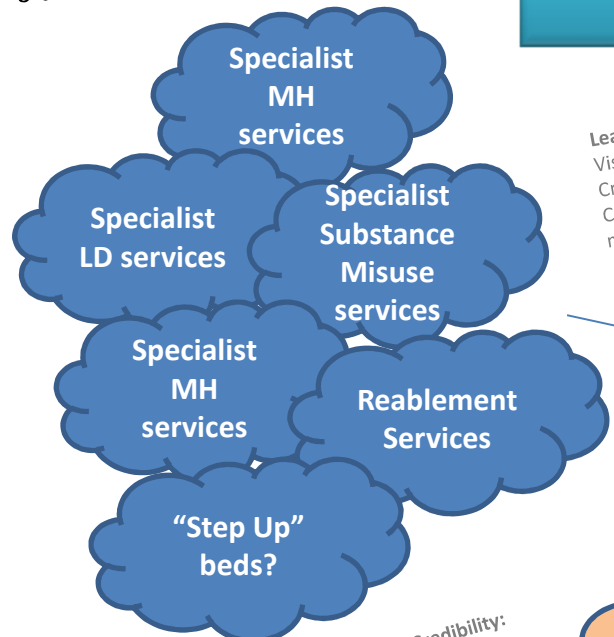 Specialist
MH
services
Specialist
LD services
Specialist
Substance
Misuse
services
Specialist
MH
services
Reablement
Services
“Step Up”
beds?